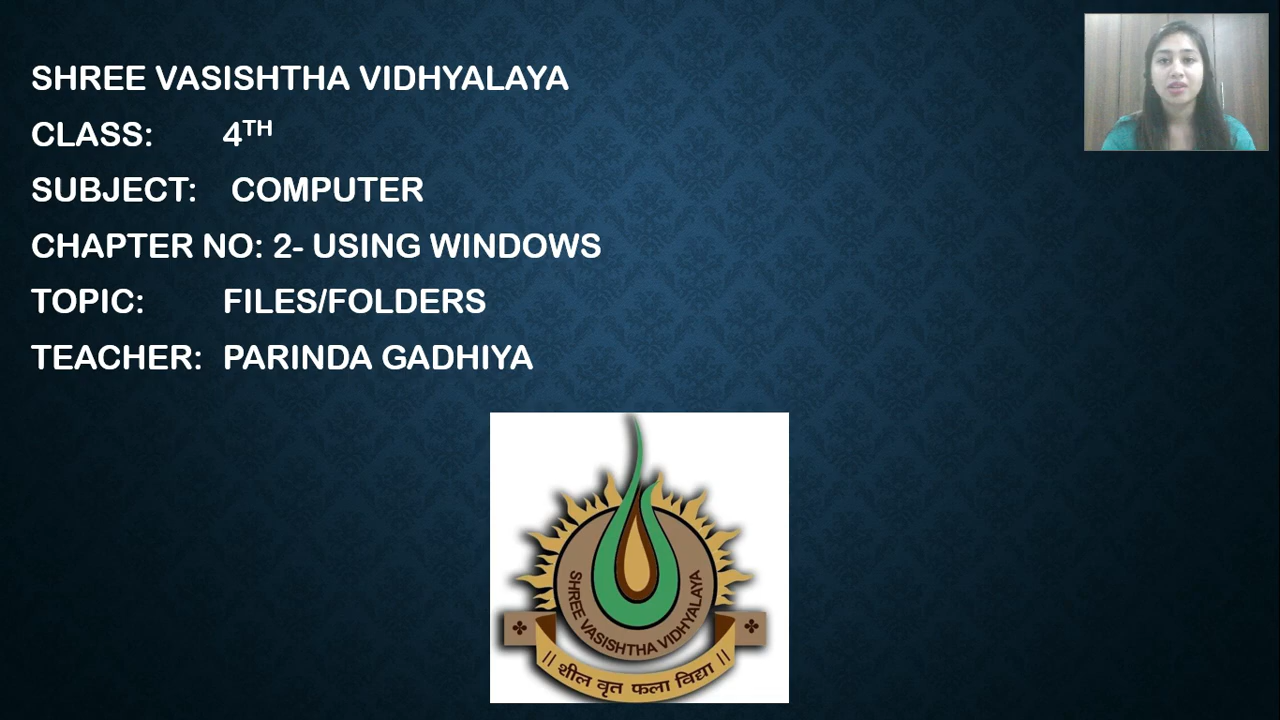 SHREE VASISHTHA VIDHYALAYA
CLASS: 4TH
SUBJECT: COMPUTER
CHAPTER NO: 2- USING WINDOWS
TOPIC: FILES/FOLDERS
TEACHER: PARINDA GADHIYA
SHREE VASISHTHA VIDHYALAYA
|| शील वृत फला विद्या ||